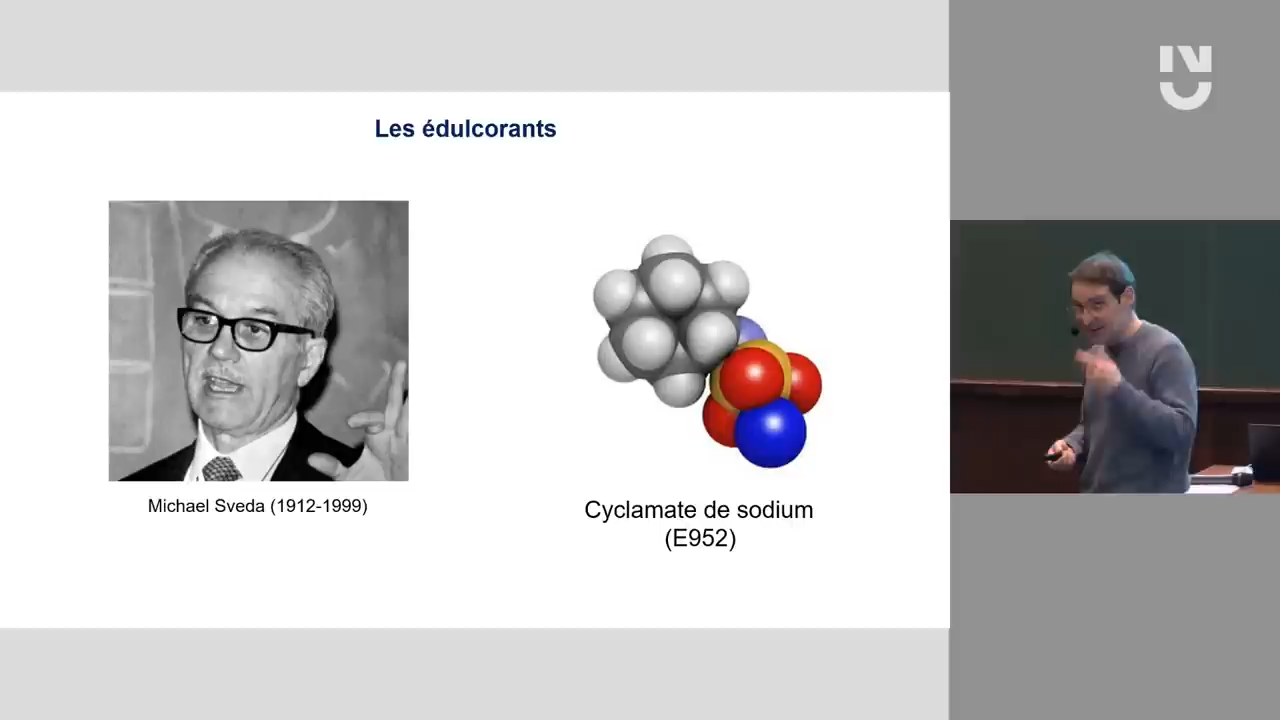 Les édulcorants
Michael Sveda (1912-1999)
Cyclamate de sodium
(E952)